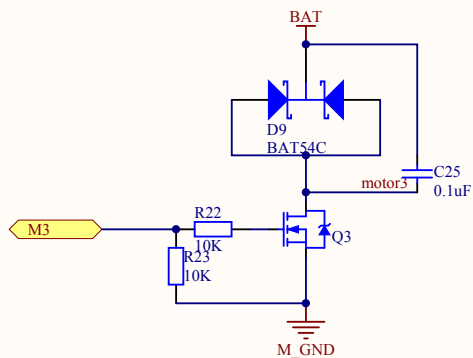 BAT
D9
BAT54C
motor3
C25
0.1uF
M3
R22
10K
Q3
R23
10K
M_GND